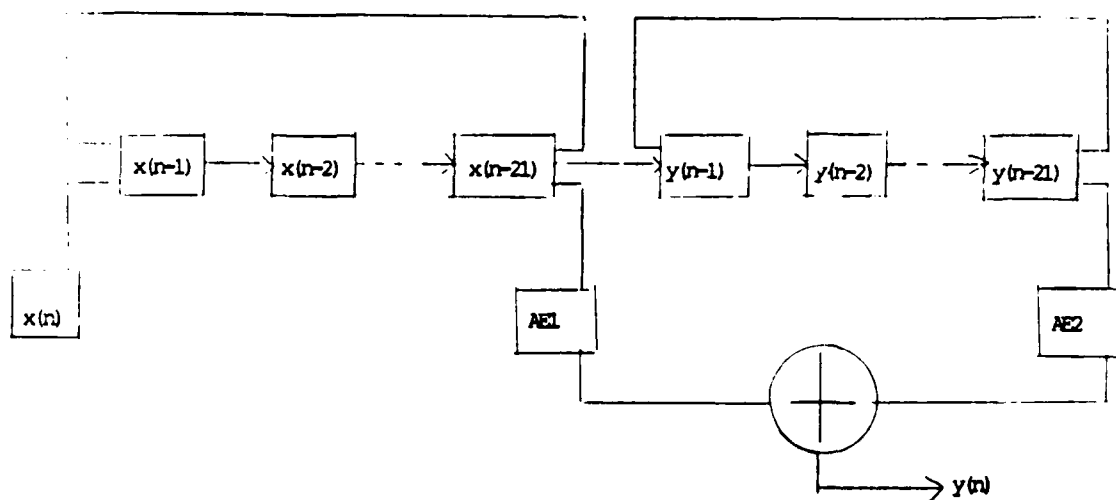 x(n-1)
x(n-2)
x(n-21)
y(n-1)
y(n-2)
y(n-21)
x(n)
AE1
AE2
y(n)